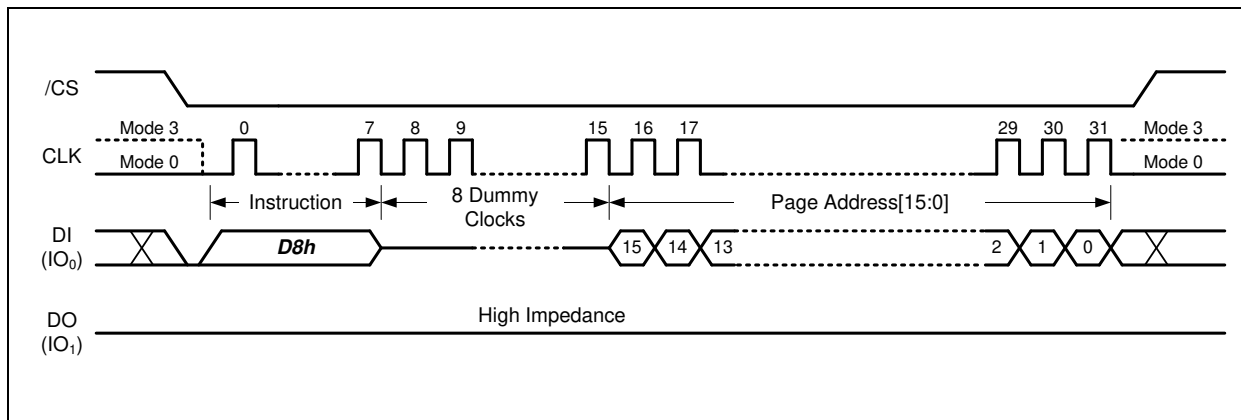 /CS
Mode 3 0 7 8 9 15 16 17 29 30 31 Mode 3
CLK
Mode 0 Mode 0
Instruction 8 Dummy Clocks Page Address[15:0]
DI
(IO0)
D8h 15 14 13 2 1 0
DO
(IO1)
High Impedance